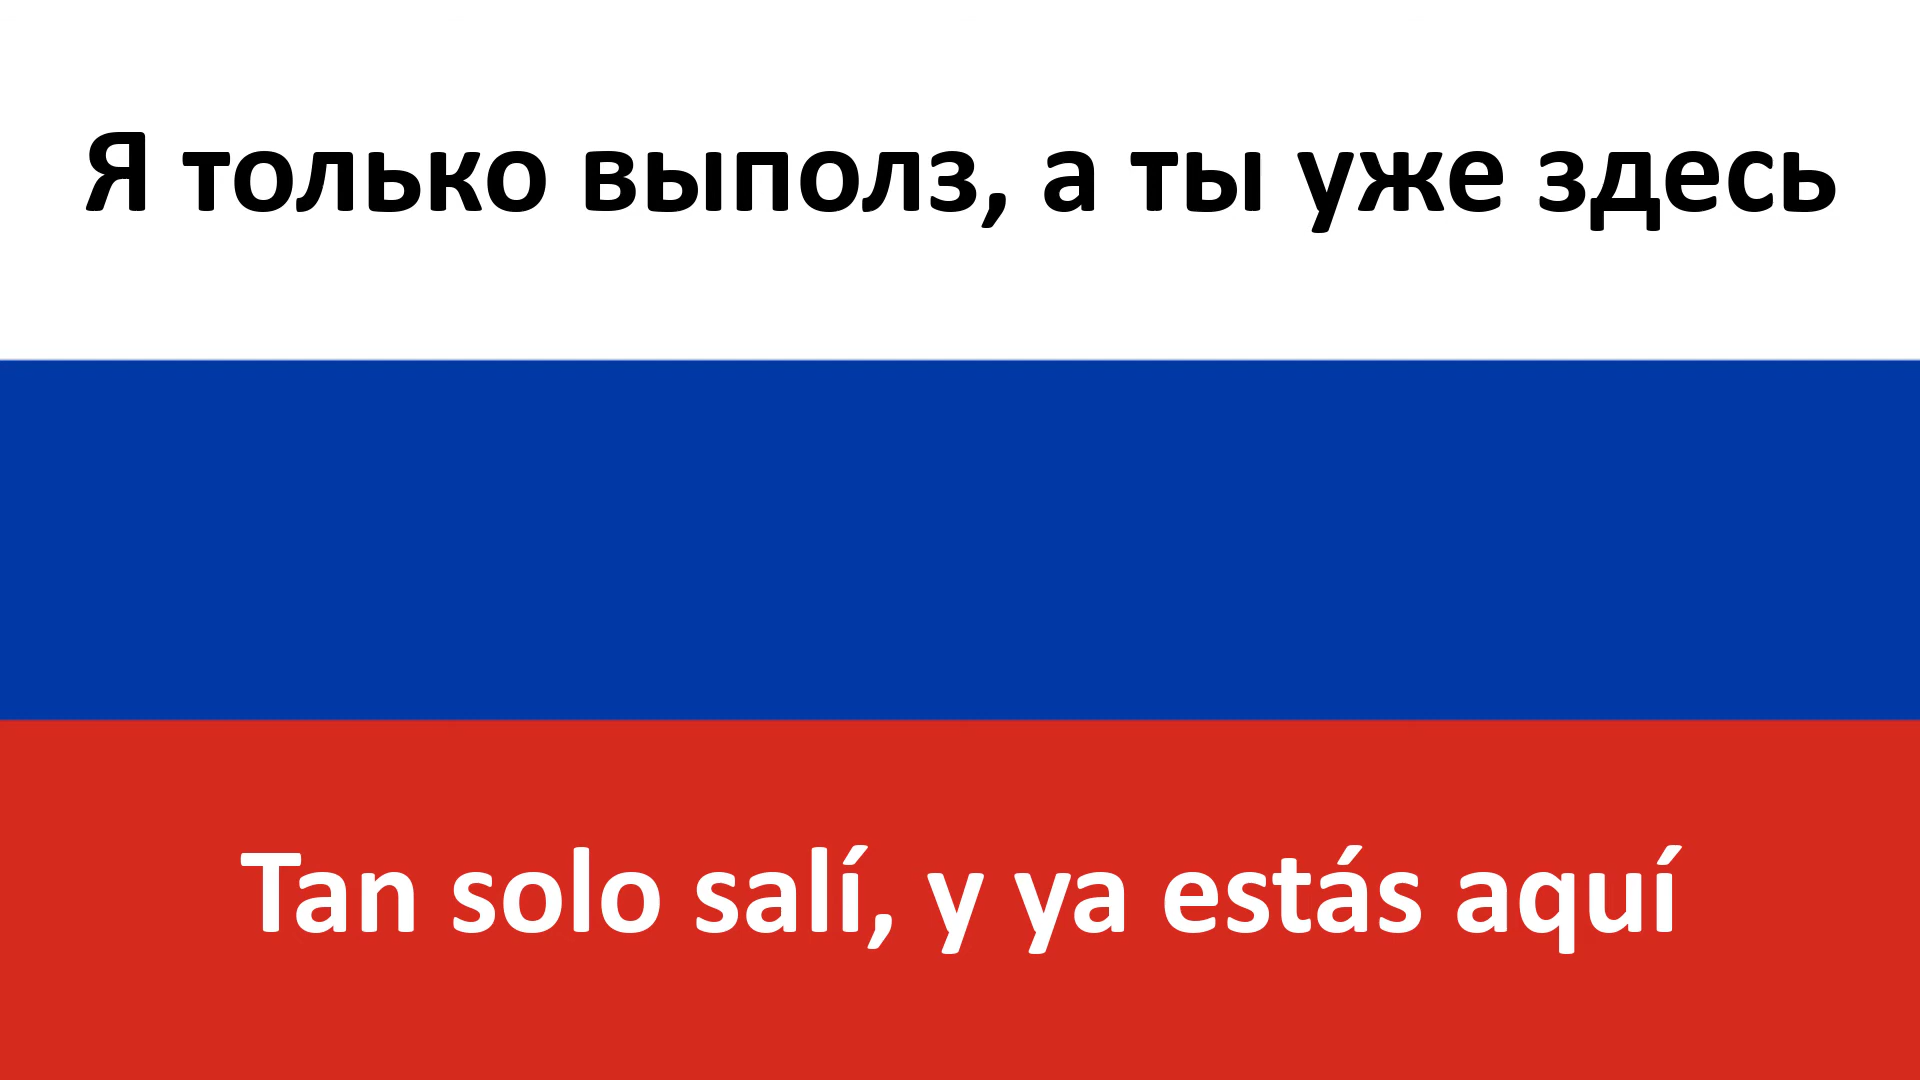 Я только выполз, а ты уже здесь
Tan solo salí, y ya estás aquí